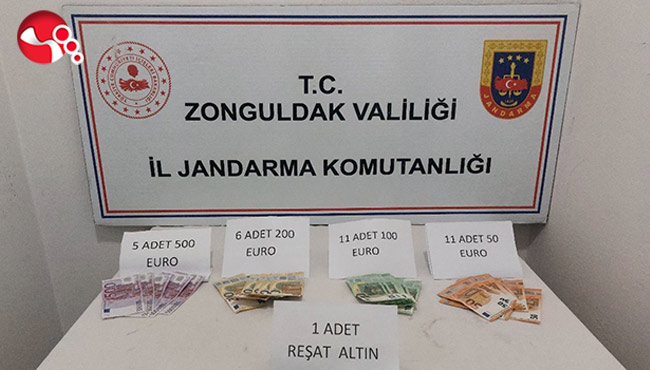 T.C.
ZONGULDAK VALİLİĞİ
İL JANDARMA KOMUTANLIĞI
JANDARMA
5 ADET 500
EURO
6 ADET 200
EURO
11 ADET 100
EURO
11 ADET 50
EURO
1 ADET
REŞAT ALTIN